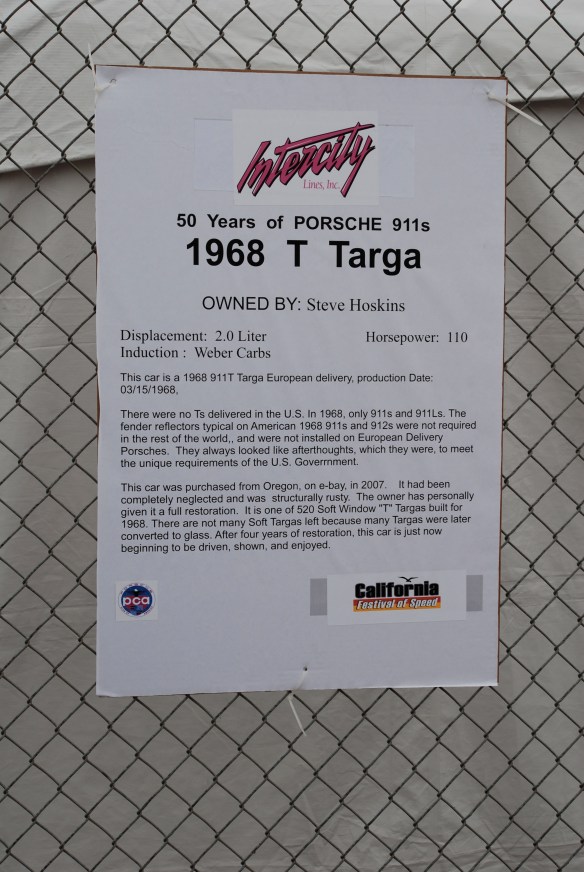 Intercity
Lines, Inc.
50 Years of PORSCHE 911s
1968 T Targa
OWNED BY: Steve Hoskins
Displacement: 2.0 Liter Horsepower: 110
Induction : Weber Carbs
This car is a 1968 911T Targa European delivery, production Date:
03/15/1968,
There were no Ts delivered in the U.S. In 1968, only 911s and 911Ls. The
fender reflectors typical on American 1968 911s and 912s were not required
in the rest of the world,, and were not installed on European Delivery
Porsches. They always looked like afterthoughts, which they were, to meet
the unique requirements of the U.S. Government.
This car was purchased from Oregon, on e-bay, in 2007. It had been
completely neglected and was structurally rusty. The owner has personally
given it a full restoration. It is one of 520 Soft Window "T" Targas built for
1968. There are not many Soft Targas left because many Targas were later
converted to glass. After four years of restoration, this car is just now
beginning to be driven, shown, and enjoyed.
pca
California
Festival of Speed